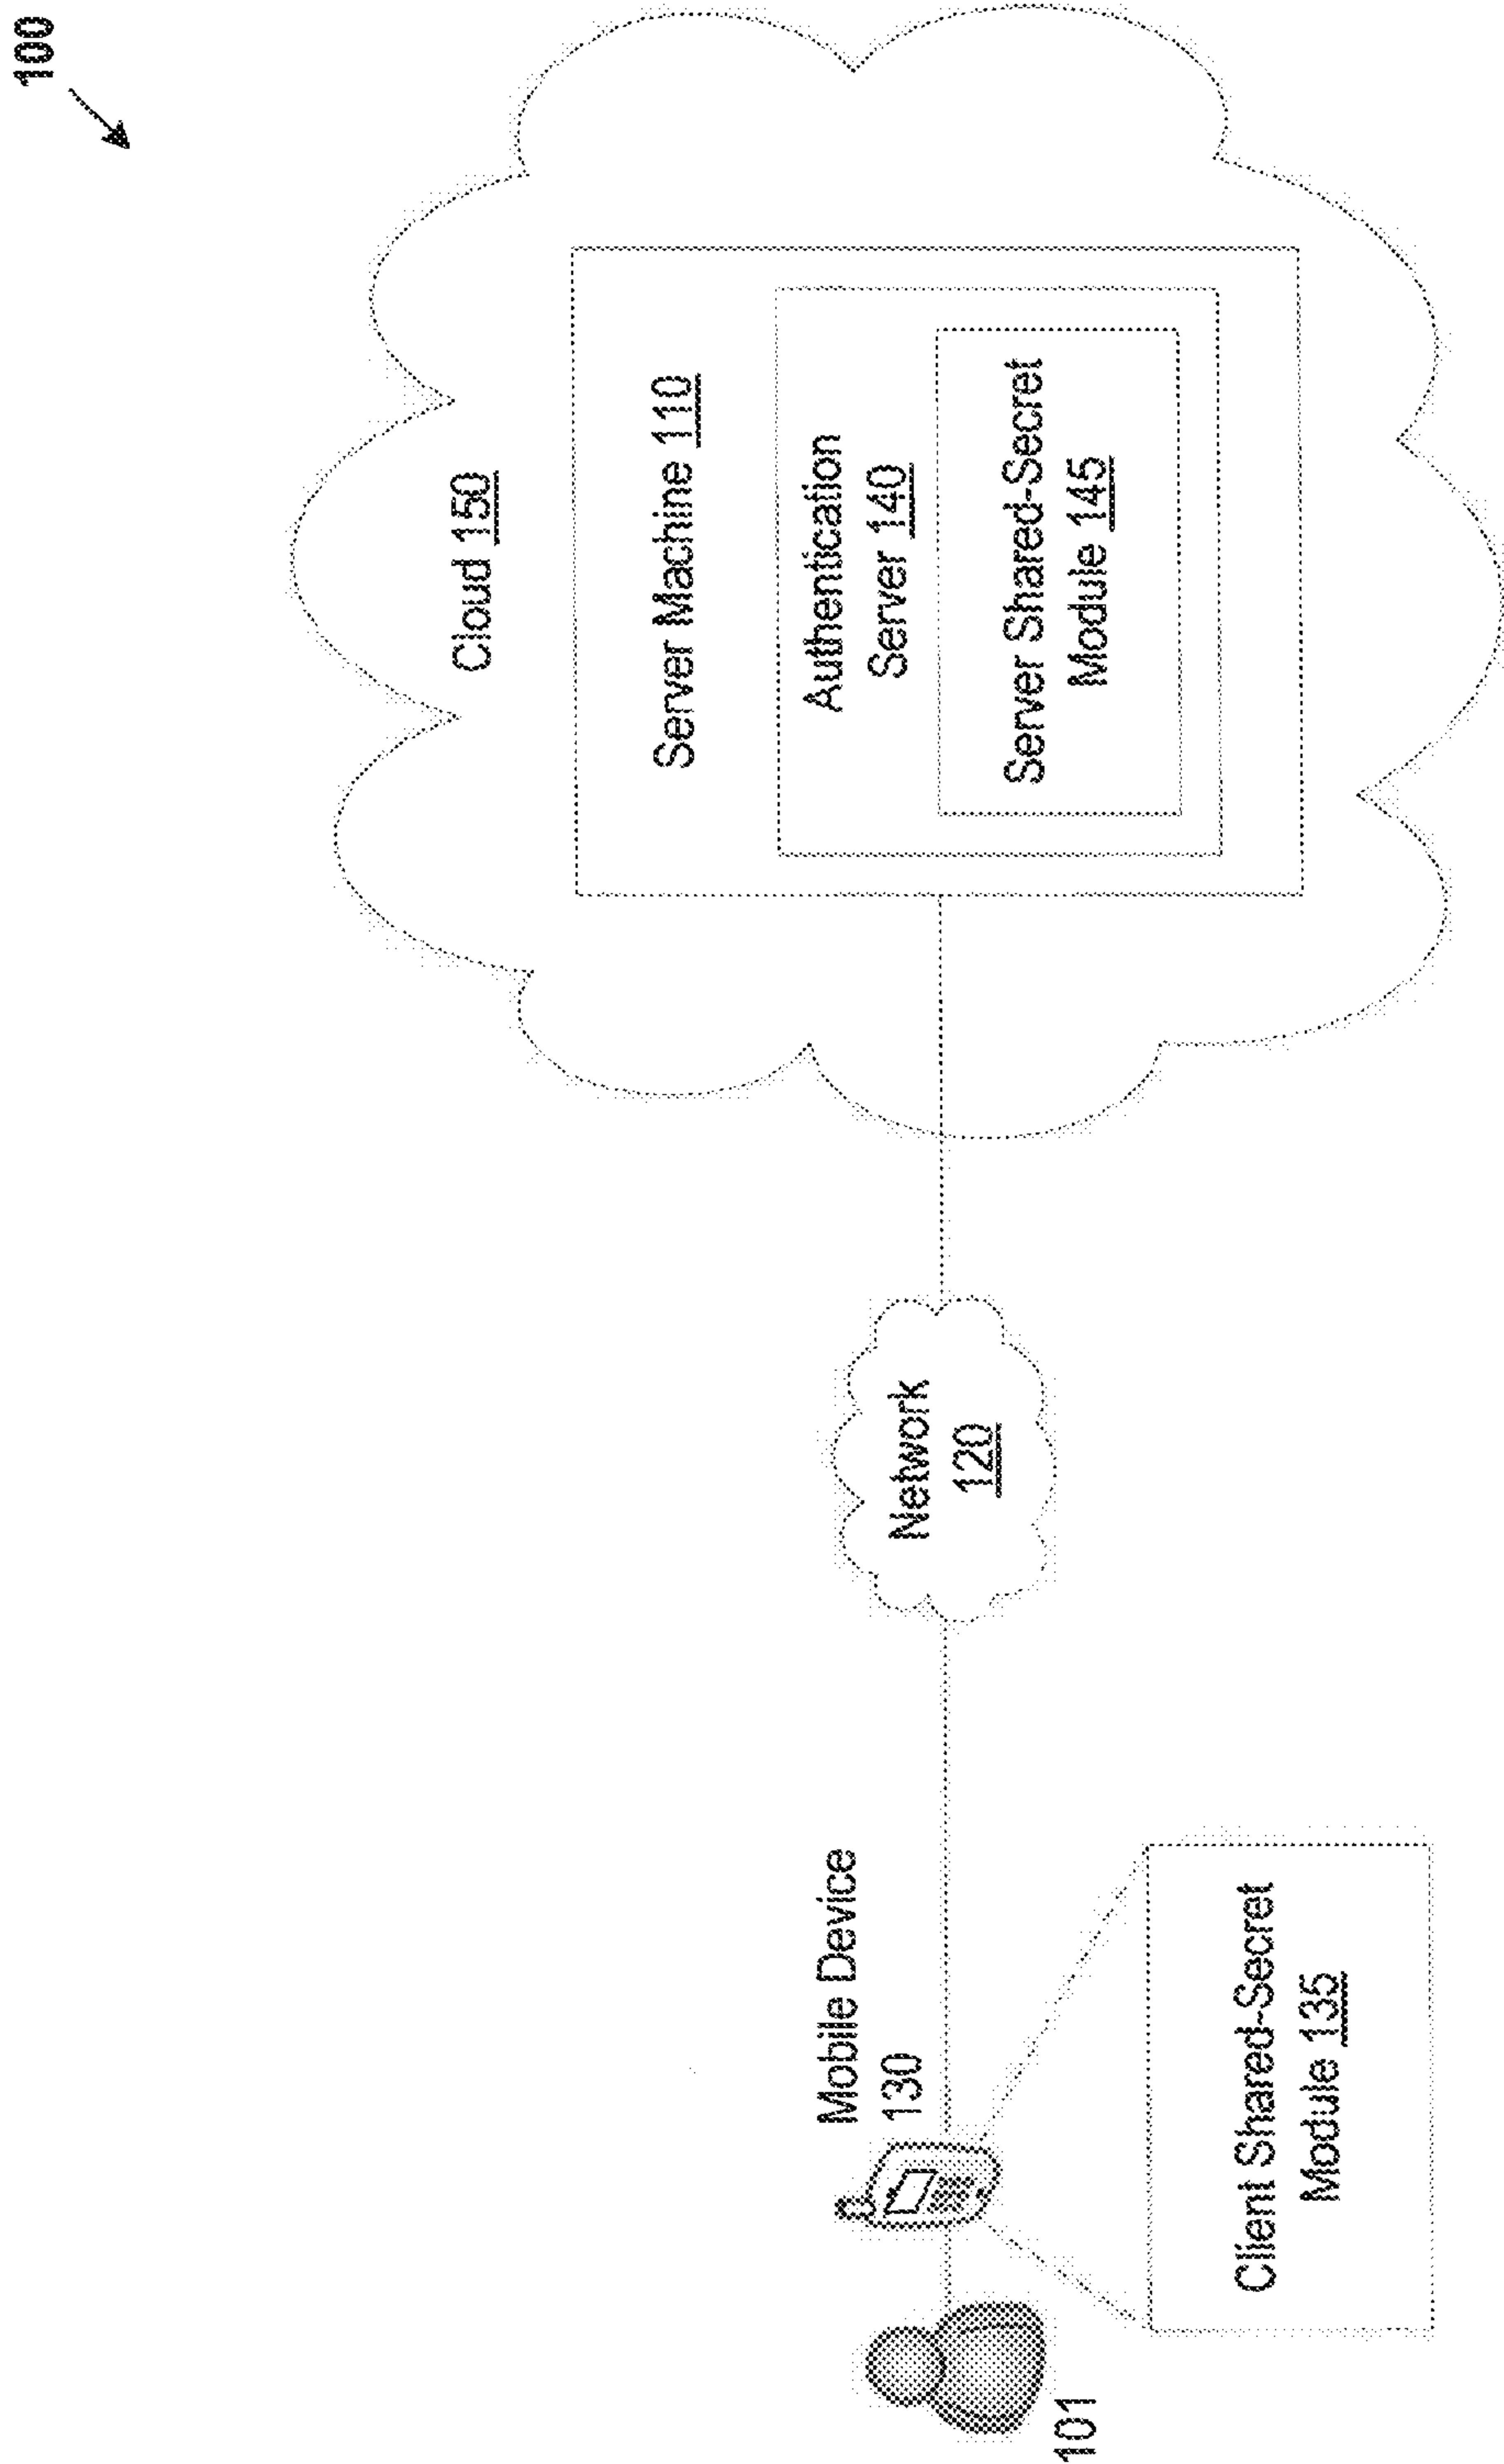 100
Cloud 150
Server Machine 110
Authentication
Server 140
Server Shared-Secret
Module 145
Network
120
Mobile Device
130
Client Shared-Secret
Module 135
101